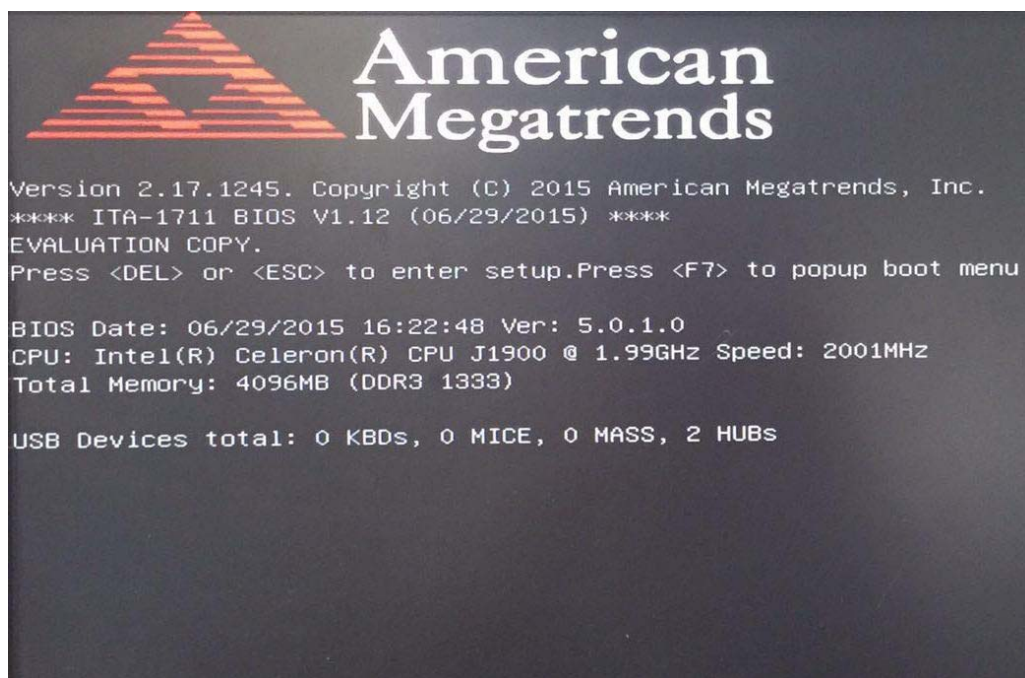 American
Megatrends
Version 2.17.1245. Copyright (C) 2015 American Megatrends, Inc.
**** ITA-1711 BIOS V1.12 (06/29/2015) ****
EVALUATION COPY.
Press <DEL> or <ESC> to enter setup.Press <F7> to popup boot menu
BIOS Date: 06/29/2015 16:22:48 Ver: 5.0.1.0
CPU: Intel(R) Celeron(R) CPU J1900 @ 1.99GHz Speed: 2001MHz
Total Memory: 4096MB (DDR3 1333)
USB Devices total: 0 KBDs, 0 MICE, 0 MASS, 2 HUBs